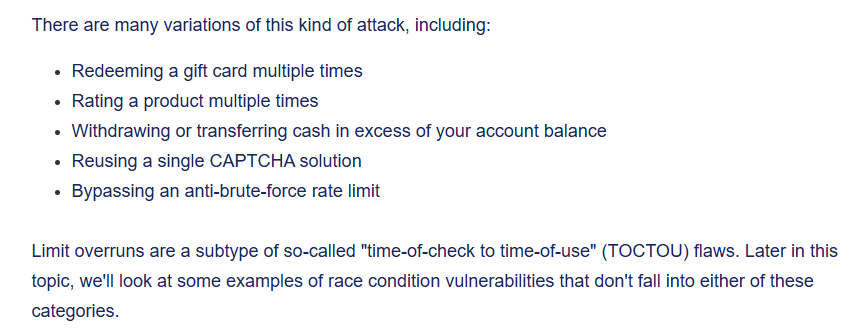 There are many variations of this kind of attack, including:
• Redeeming a gift card multiple times
• Rating a product multiple times
• Withdrawing or transferring cash in excess of your account balance
• Reusing a single CAPTCHA solution
• Bypassing an anti-brute-force rate limit
Limit overruns are a subtype of so-called "time-of-check to time-of-use" (TOCTOU) flaws. Later in this
topic, we'll look at some examples of race condition vulnerabilities that don't fall into either of these
categories.